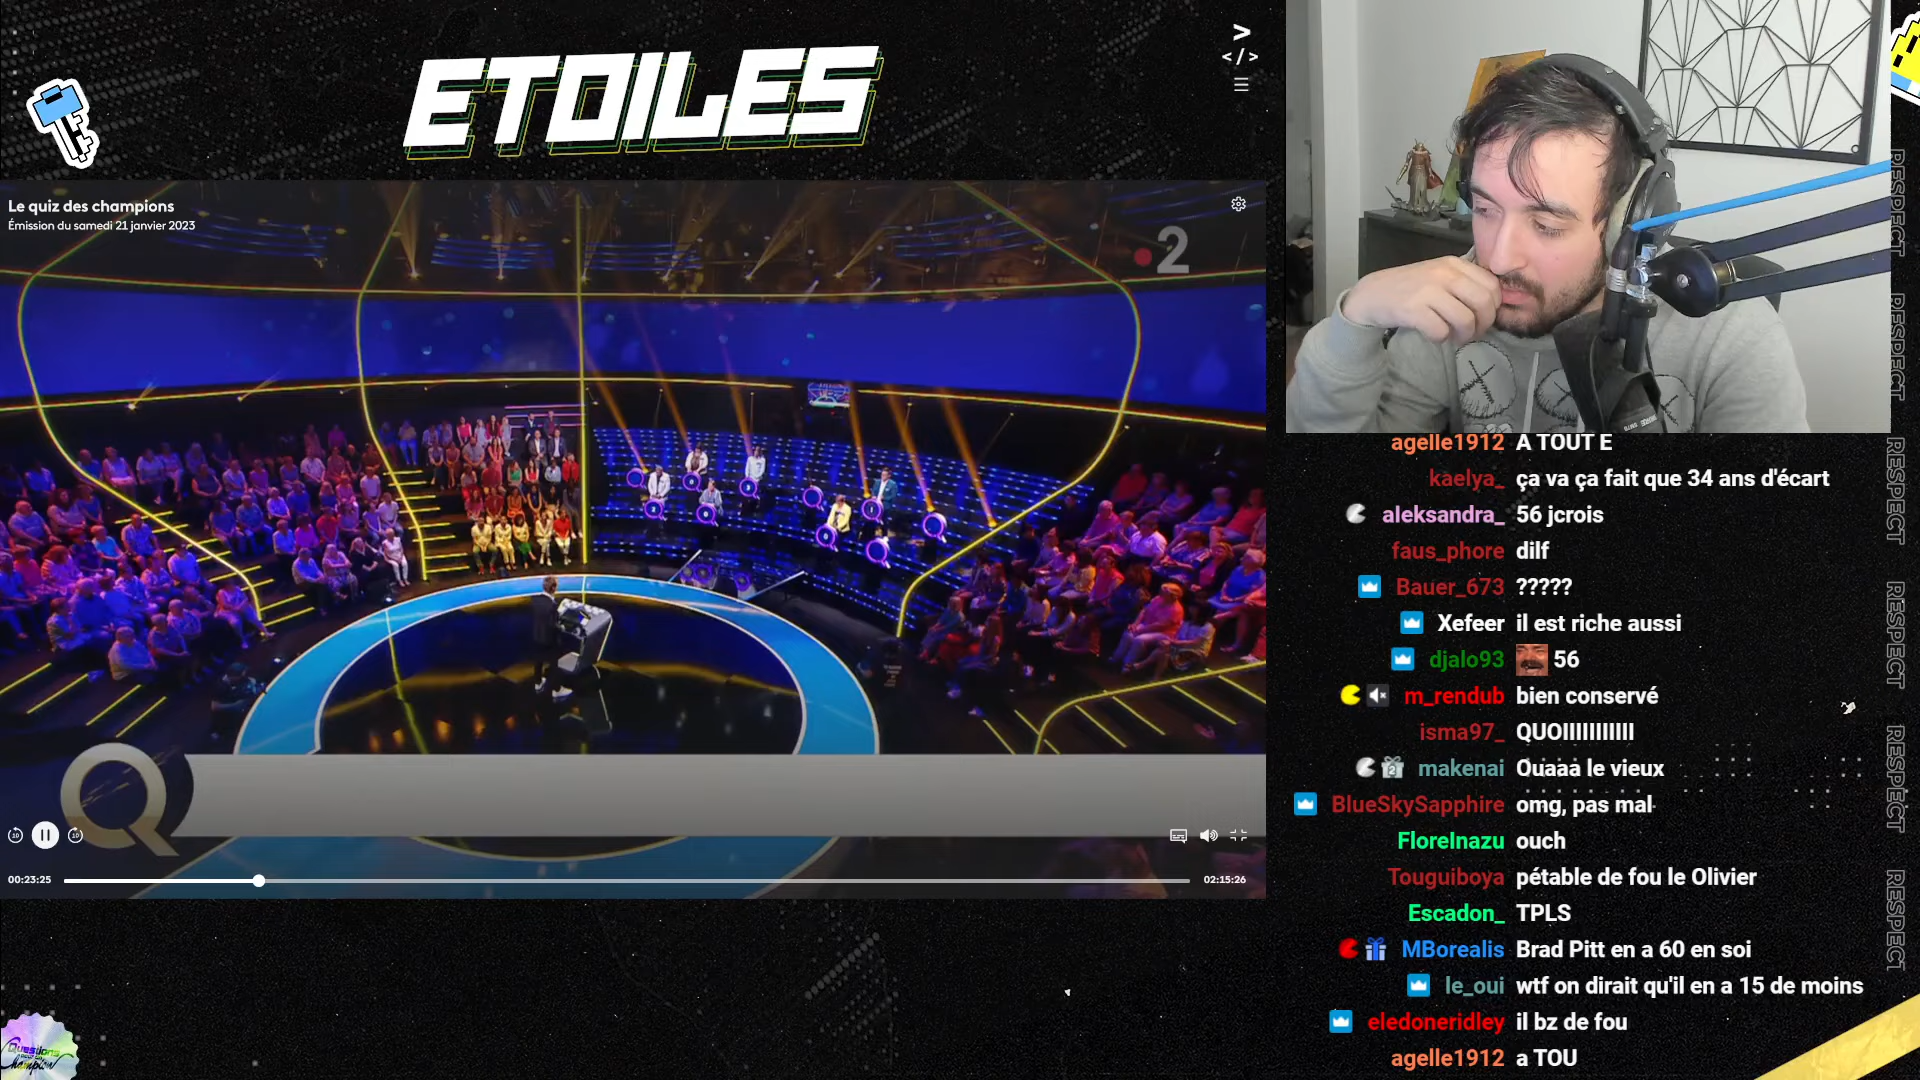 ETOILES
>
</>
Le quiz des champions
Émission du samedi 21 janvier 2023
2
00:23:25
02:15:26
Questions
Champion
agelle1912 A TOUT E
kaelya_ ça va ça fait que 34 ans d'écart
aleksandra_ 56 jcrois
faus_phore dilf
Bauer_673 ?????
Xefeer il est riche aussi
djalo93 56
m_rendub bien conservé
isma97_ QUOIIIIIIIIIII
makenai Ouaaa le vieux
BlueSkySapphire omg, pas mal
FloreInazu ouch
Touguiboya pétable de fou le Olivier
Escadon_ TPLS
MBorealis Brad Pitt en a 60 en soi
le_oui wtf on dirait qu'il en a 15 de moins
eledoneridley il bz de fou
agelle1912 a TOU
RESPECT
RESPECT
RESPECT
RESPECT
RESPECT
RESPECT